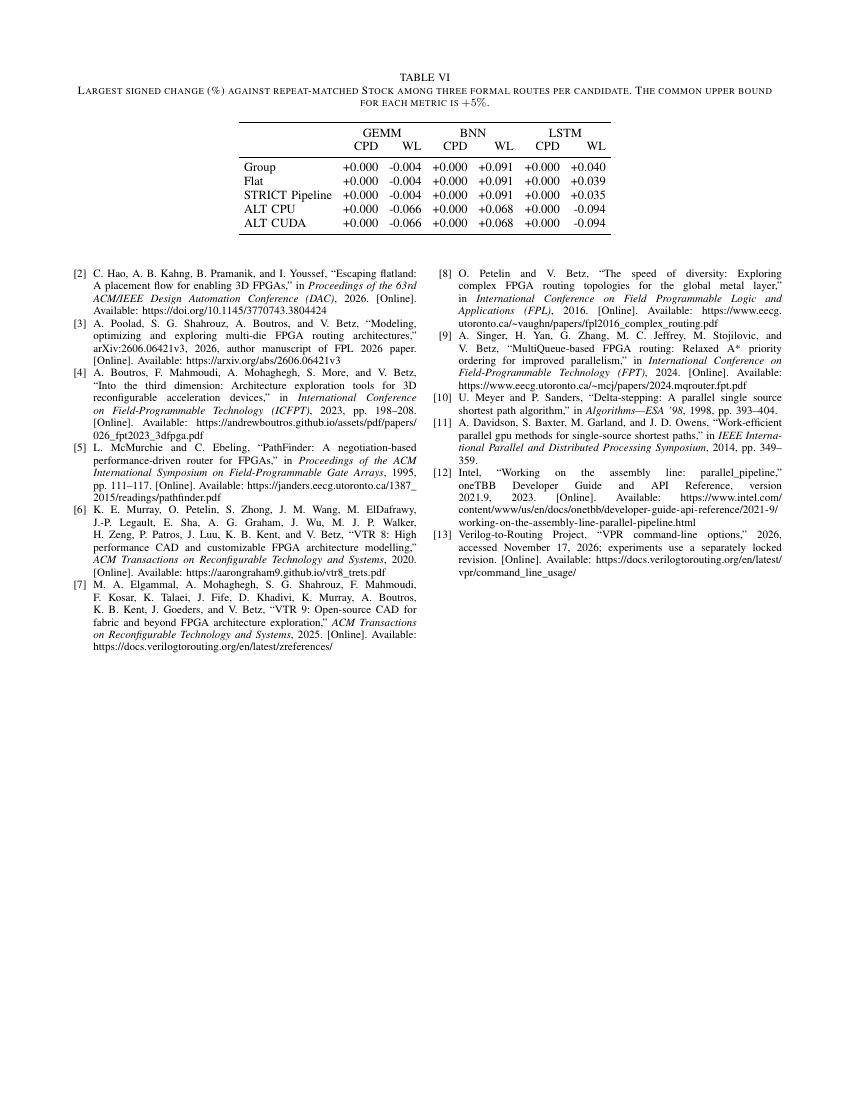 TABLE VI
LARGEST SIGNED CHANGE (%) AGAINST REPEAT-MATCHED STOCK AMONG THREE FORMAL ROUTES PER CANDIDATE. THE COMMON UPPER BOUND
FOR EACH METRIC IS +5%.
GEMM BNN LSTM
CPD WL CPD WL CPD WL
Group +0.000 -0.004 +0.000 +0.091 +0.000 +0.040
Flat +0.000 -0.004 +0.000 +0.091 +0.000 +0.039
STRICT Pipeline +0.000 -0.004 +0.000 +0.091 +0.000 +0.035
ALT CPU +0.000 -0.066 +0.000 +0.068 +0.000 -0.094
ALT CUDA +0.000 -0.066 +0.000 +0.068 +0.000 -0.094
[2] C. Hao, A. B. Kahng, B. Pramanik, and I. Youssef, “Escaping flatland:
A placement flow for enabling 3D FPGAs,” in Proceedings of the 63rd
ACM/IEEE Design Automation Conference (DAC), 2026. [Online].
Available: https://doi.org/10.1145/3770743.3804424
[3] A. Poolad, S. G. Shahrouz, A. Boutros, and V. Betz, “Modeling,
optimizing and exploring multi-die FPGA routing architectures,”
arXiv:2606.06421v3, 2026, author manuscript of FPL 2026 paper.
[Online]. Available: https://arxiv.org/abs/2606.06421v3
[4] A. Boutros, F. Mahmoudi, A. Mohaghegh, S. More, and V. Betz,
“Into the third dimension: Architecture exploration tools for 3D
reconfigurable acceleration devices,” in International Conference
on Field-Programmable Technology (ICFPT), 2023, pp. 198–208.
[Online]. Available: https://andrewboutros.github.io/assets/pdf/papers/
026_fpt2023_3dfpga.pdf
[5] L. McMurchie and C. Ebeling, “PathFinder: A negotiation-based
performance-driven router for FPGAs,” in Proceedings of the ACM
International Symposium on Field-Programmable Gate Arrays, 1995,
pp. 111–117. [Online]. Available: https://janders.eecg.utoronto.ca/1387_
2015/readings/pathfinder.pdf
[6] K. E. Murray, O. Petelin, S. Zhong, J. M. Wang, M. ElDafrawy,
J.-P. Legault, E. Sha, A. G. Graham, J. Wu, M. J. P. Walker,
H. Zeng, P. Patros, J. Luu, K. B. Kent, and V. Betz, “VTR 8: High
performance CAD and customizable FPGA architecture modelling,”
ACM Transactions on Reconfigurable Technology and Systems, 2020.
[Online]. Available: https://aarongraham9.github.io/vtr8_trets.pdf
[7] M. A. Elgammal, A. Mohaghegh, S. G. Shahrouz, F. Mahmoudi,
F. Kosar, K. Talaei, J. Fife, D. Khadivi, K. Murray, A. Boutros,
K. B. Kent, J. Goeders, and V. Betz, “VTR 9: Open-source CAD for
fabric and beyond FPGA architecture exploration,” ACM Transactions
on Reconfigurable Technology and Systems, 2025. [Online]. Available:
https://docs.verilogtorouting.org/en/latest/zreferences/
[8] O. Petelin and V. Betz, “The speed of diversity: Exploring
complex FPGA routing topologies for the global metal layer,”
in International Conference on Field Programmable Logic and
Applications (FPL), 2016. [Online]. Available: https://www.eecg.
utoronto.ca/~vaughn/papers/fpl2016_complex_routing.pdf
[9] A. Singer, H. Yan, G. Zhang, M. C. Jeffrey, M. Stojilovic, and
V. Betz, “MultiQueue-based FPGA routing: Relaxed A* priority
ordering for improved parallelism,” in International Conference on
Field-Programmable Technology (FPT), 2024. [Online]. Available:
https://www.eecg.utoronto.ca/~mcj/papers/2024.mqrouter.fpt.pdf
[10] U. Meyer and P. Sanders, “Delta-stepping: A parallel single source
shortest path algorithm,” in Algorithms—ESA ’98, 1998, pp. 393–404.
[11] A. Davidson, S. Baxter, M. Garland, and J. D. Owens, “Work-efficient
parallel gpu methods for single-source shortest paths,” in IEEE Interna-
tional Parallel and Distributed Processing Symposium, 2014, pp. 349–
359.
[12] Intel, “Working on the assembly line: parallel_pipeline,”
oneTBB Developer Guide and API Reference, version
2021.9, 2023. [Online]. Available: https://www.intel.com/
content/www/us/en/docs/onetbb/developer-guide-api-reference/2021-9/
working-on-the-assembly-line-parallel-pipeline.html
[13] Verilog-to-Routing Project, “VPR command-line options,” 2026,
accessed November 17, 2026; experiments use a separately locked
revision. [Online]. Available: https://docs.verilogtorouting.org/en/latest/
vpr/command_line_usage/